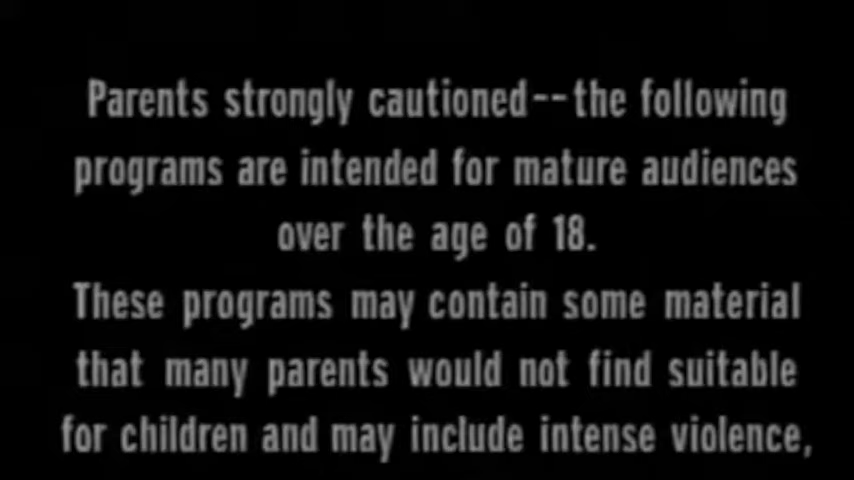 Parents strongly cautioned--the following
programs are intended for mature audiences
over the age of 18.
These programs may contain some material
that many parents would not find suitable
for children and may include intense violence,